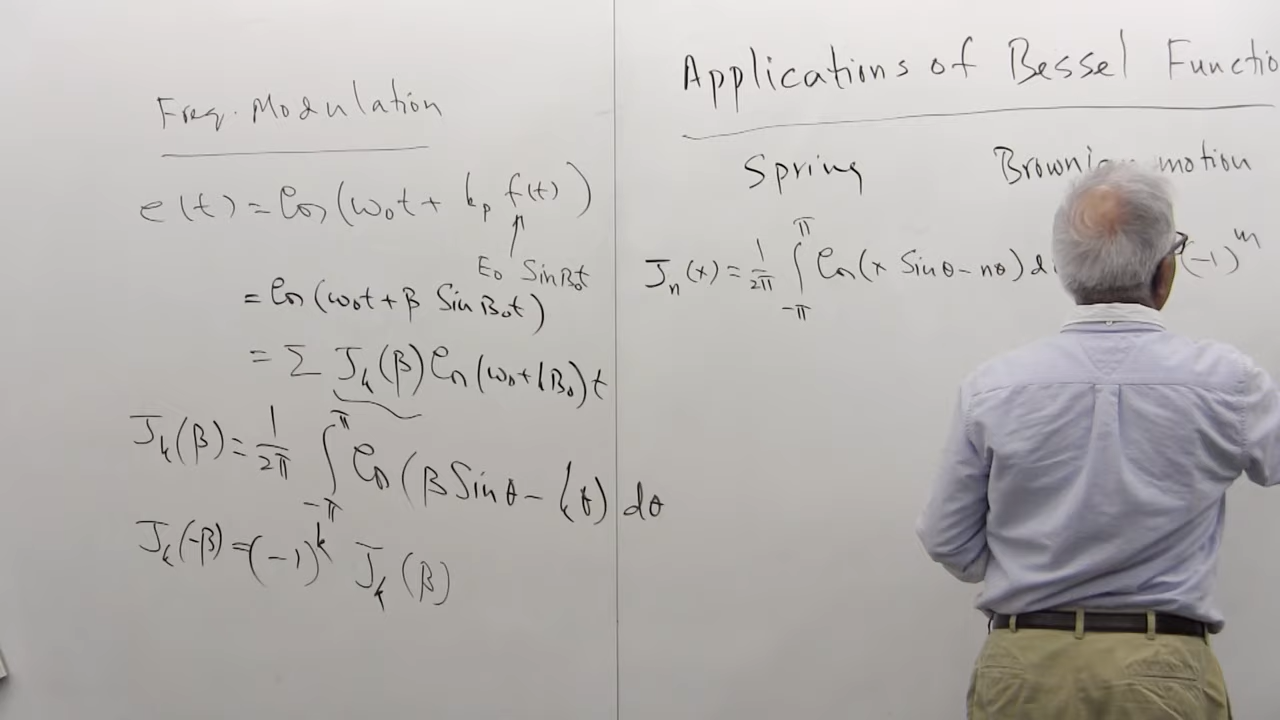 Freq. Modulation
e(t) = Cos(ω₀t + k_p f(t))
E₀ Sin B₀t
= Cos(ω₀t + β Sin B₀t)
= Σ J_k(β) Cos(ω₀ + kB₀)t
J_k(β) = 1/2π ∫_{-π}^{π} Cos(β Sinθ - kθ) dθ
J_k(-β) = (-1)^k J_k(β)
Applications of Bessel Functio
Spring Brownian motion
J_n(x) = 1/2π ∫_{-π}^{π} Cos(x Sinθ - nθ) d
(-1)^m